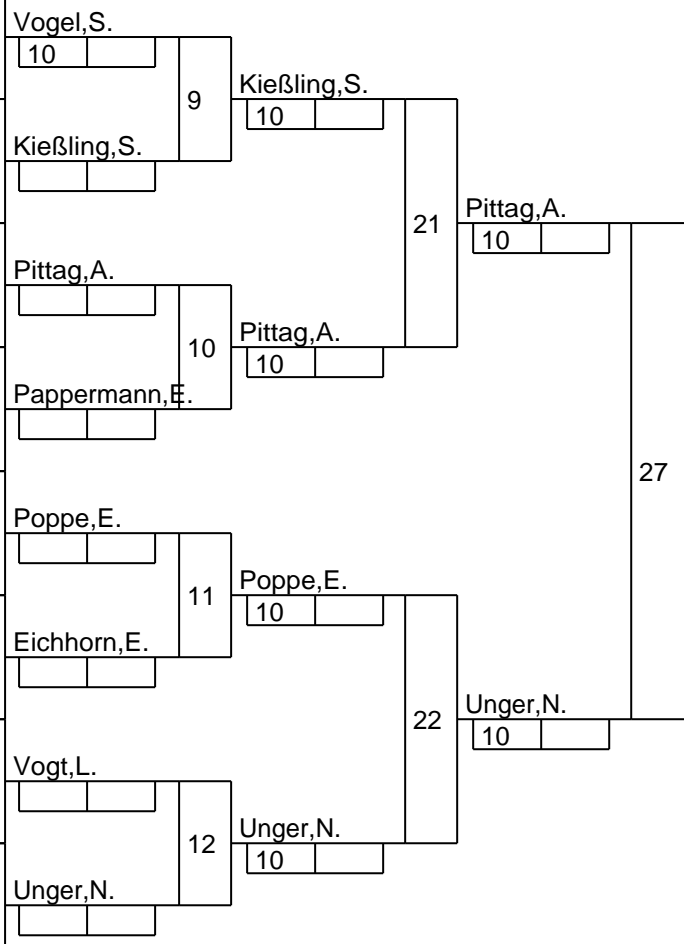 Vogel,S.
10
9
Kießling,S.
10
Kießling,S.
21
Pittag,A.
10
Pittag,A.
10
Pittag,A.
10
Pappermann,E.
27
Poppe,E.
11
Poppe,E.
10
Eichhorn,E.
22
Unger,N.
10
Vogt,L.
12
Unger,N.
10
Unger,N.